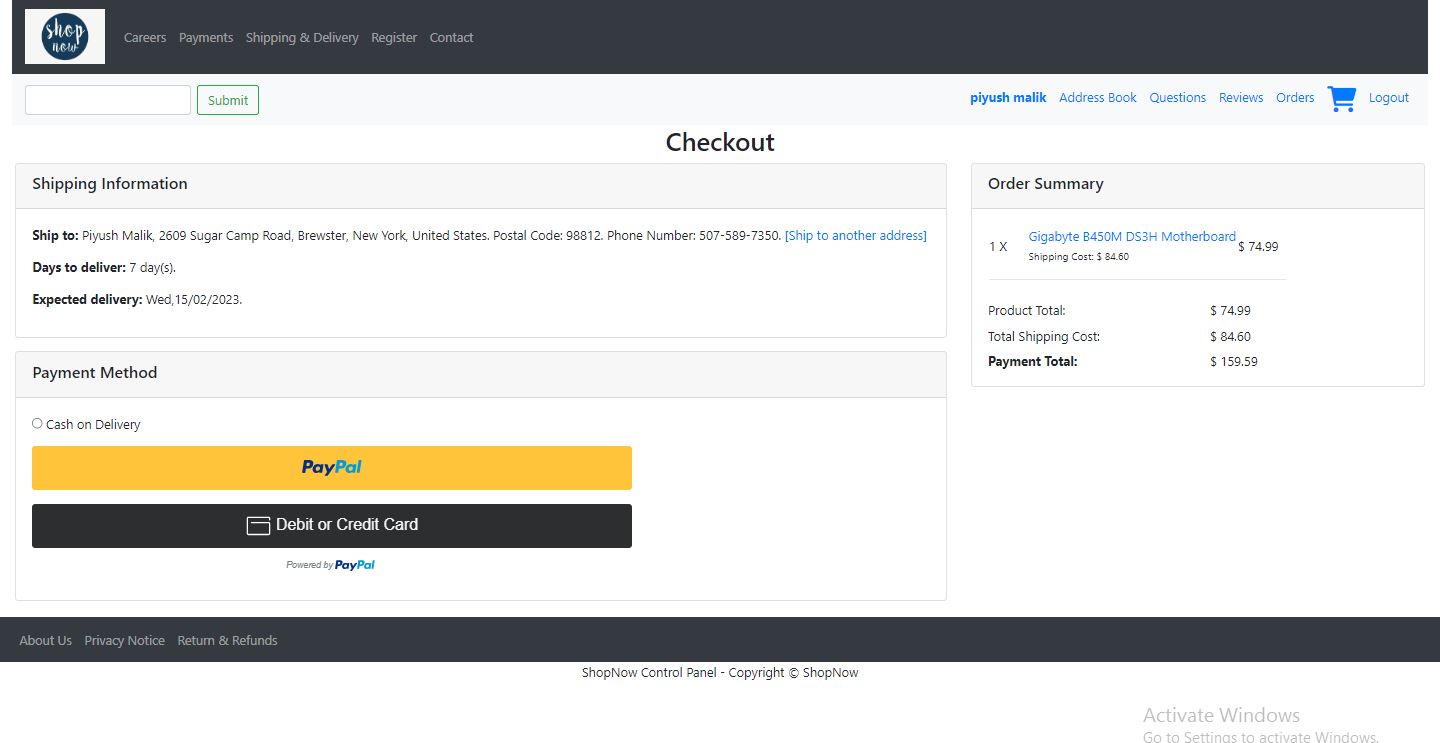 shop
now
Careers Payments Shipping & Delivery Register Contact
Submit
piyush malik Address Book Questions Reviews Orders Logout
Checkout
Shipping Information
Ship to: Piyush Malik, 2609 Sugar Camp Road, Brewster, New York, United States. Postal Code: 98812. Phone Number: 507-589-7350. [Ship to another address]
Days to deliver: 7 day(s).
Expected delivery: Wed,15/02/2023.
Payment Method
Cash on Delivery
PayPal
Debit or Credit Card
Powered by PayPal
Order Summary
1 X Gigabyte B450M DS3H Motherboard $ 74.99
Shipping Cost: $ 84.60
Product Total: $ 74.99
Total Shipping Cost: $ 84.60
Payment Total: $ 159.59
About Us Privacy Notice Return & Refunds
ShopNow Control Panel - Copyright © ShopNow
Activate Windows
Go to Settings to activate Windows.